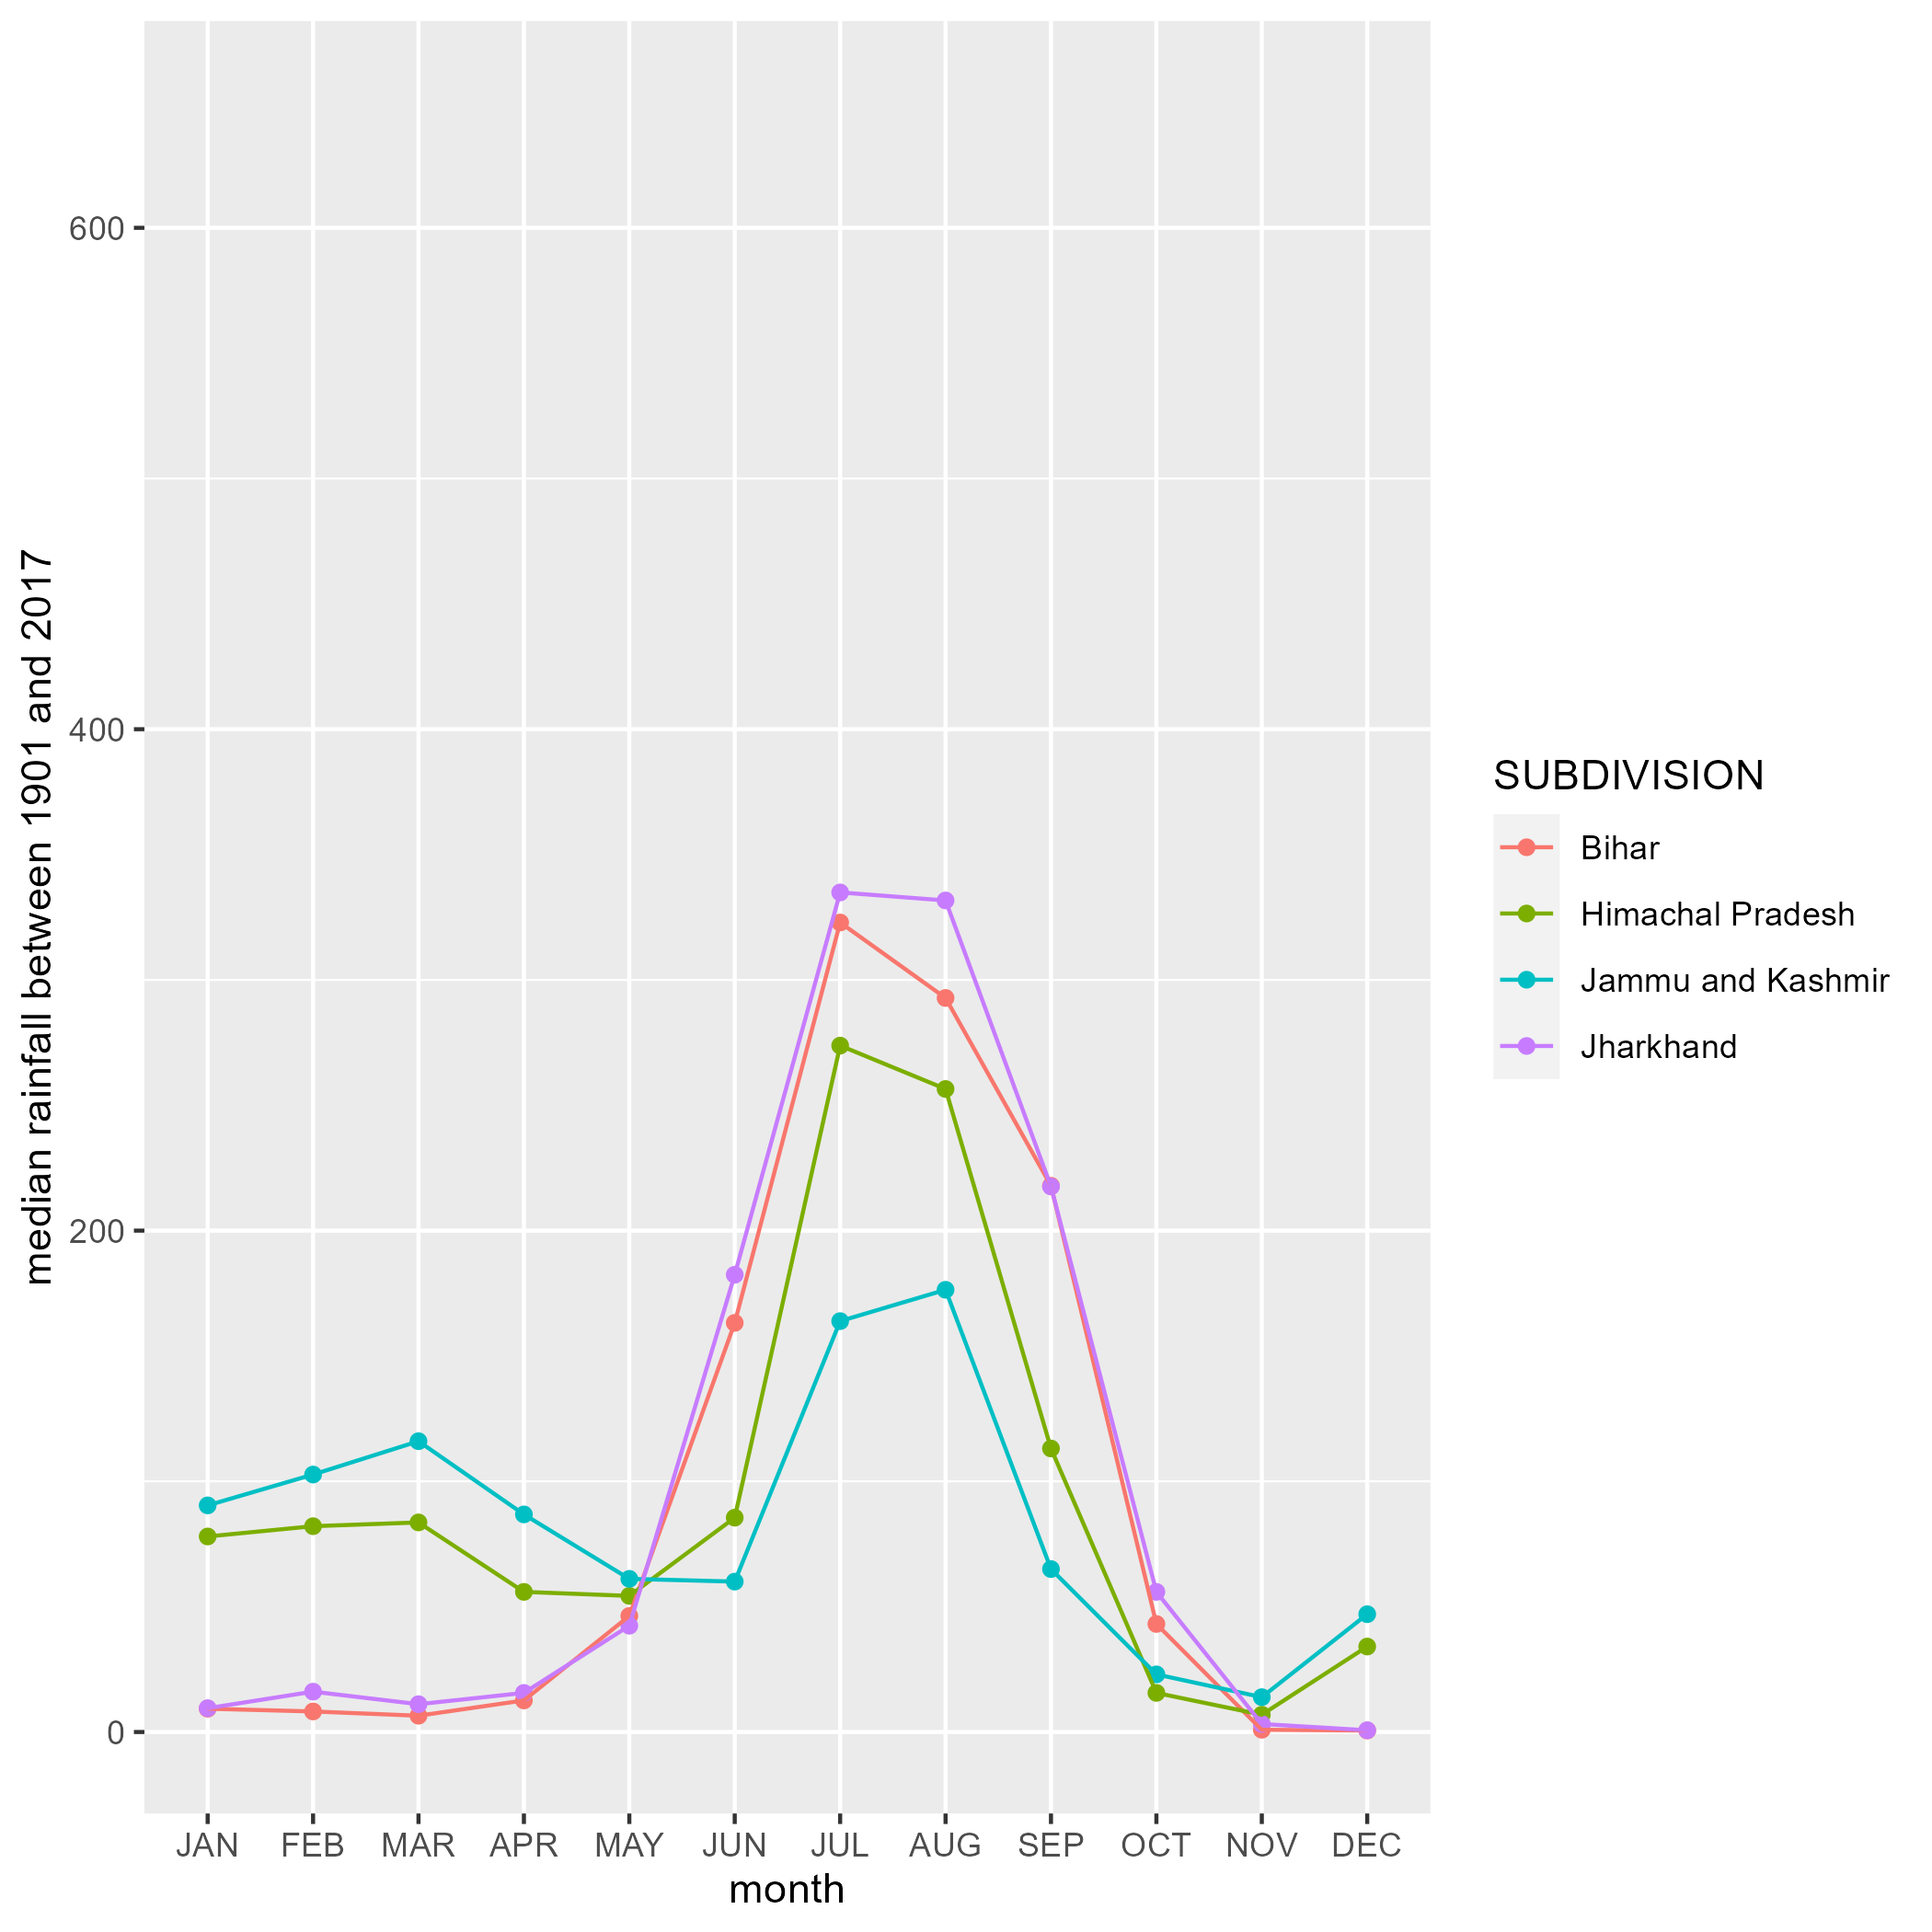 median rainfall between 1901 and 2017
600
400
200
0
JAN FEB MAR APR MAY JUN JUL AUG SEP OCT NOV DEC
month
SUBDIVISION
Bihar
Himachal Pradesh
Jammu and Kashmir
Jharkhand